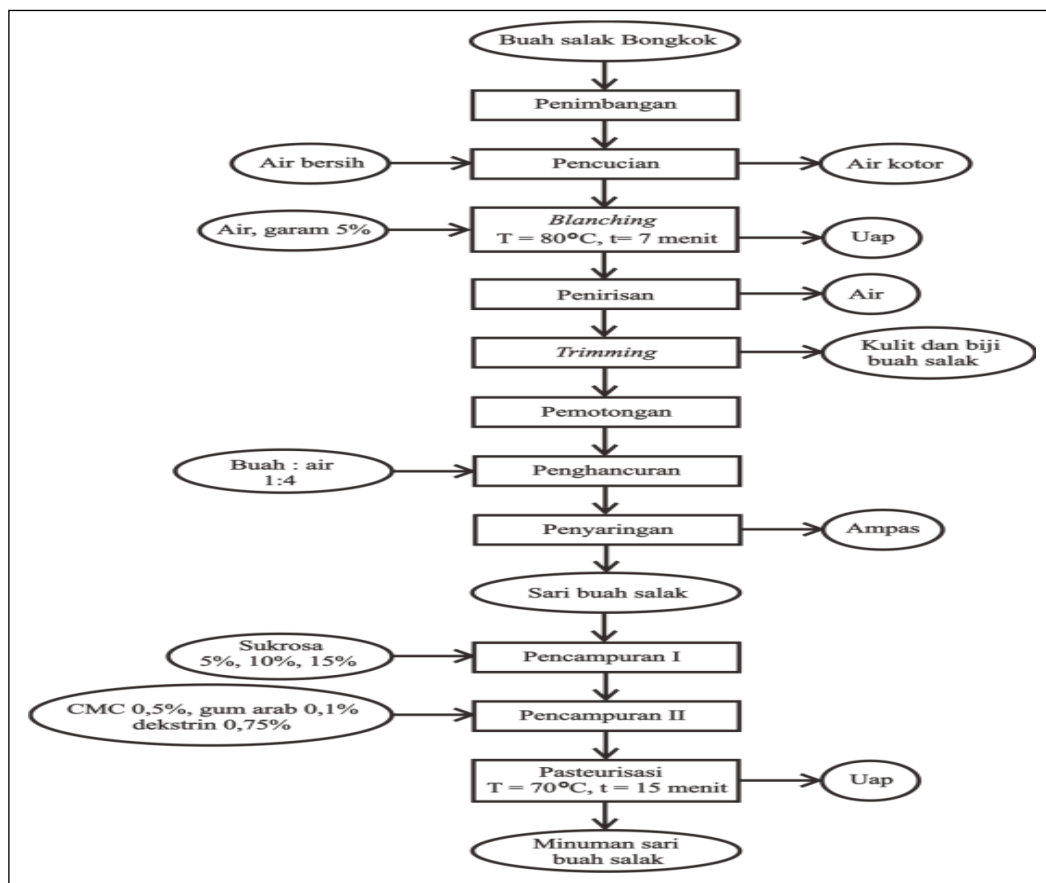 Buah salak Bongkok
Penimbangan
Air bersih
Pencucian
Air kotor
Air, garam 5%
Blanching
T = 80°C, t= 7 menit
Uap
Penirisan
Air
Trimming
Kulit dan biji
buah salak
Pemotongan
Buah : air
1:4
Penghancuran
Penyaringan
Ampas
Sari buah salak
Sukrosa
5%, 10%, 15%
Pencampuran I
CMC 0,5%, gum arab 0,1%
dekstrin 0,75%
Pencampuran II
Pasteurisasi
T = 70°C, t = 15 menit
Uap
Minuman sari
buah salak